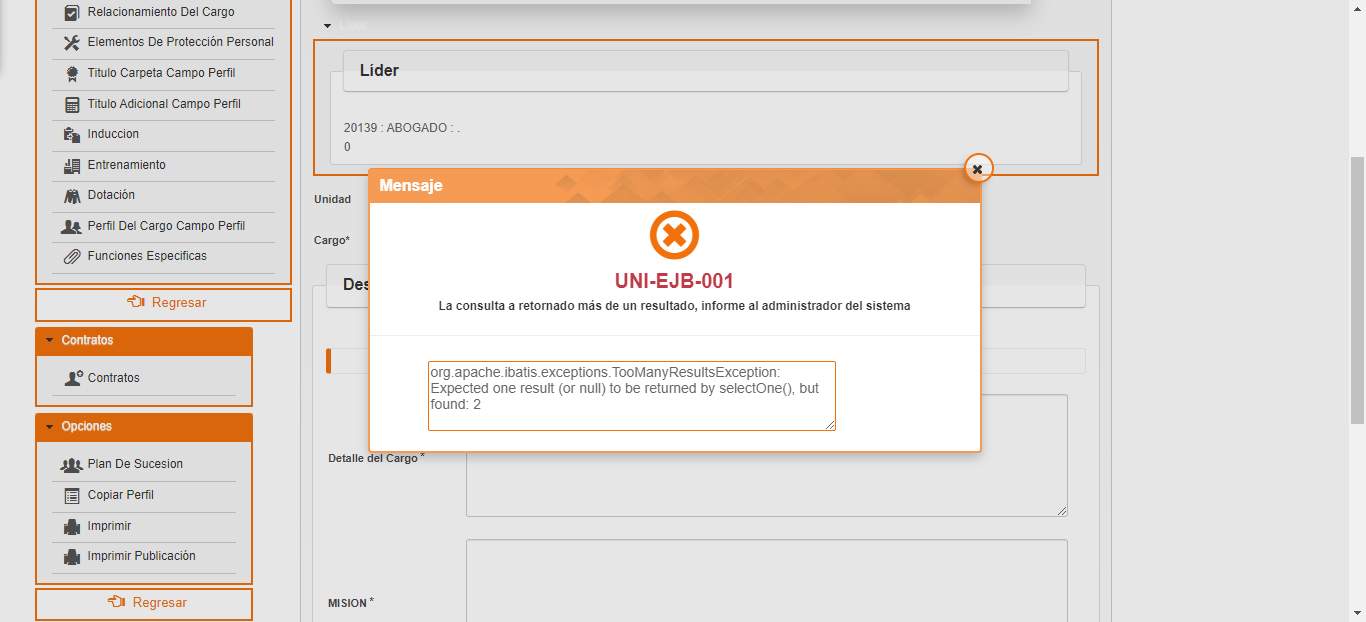 Relacionamiento Del Cargo
Elementos De Protección Personal
Titulo Carpeta Campo Perfil
Titulo Adicional Campo Perfil
Induccion
Entrenamiento
Dotación
Perfil Del Cargo Campo Perfil
Funciones Especificas
Regresar
Contratos
Contratos
Opciones
Plan De Sucesion
Copiar Perfil
Imprimir
Imprimir Publicación
Regresar
Líder
Líder
20139 : ABOGADO : .
0
Unidad
Cargo*
Des
Mensaje
UNI-EJB-001
La consulta a retornado más de un resultado, informe al administrador del sistema
org.apache.ibatis.exceptions.TooManyResultsException:
Expected one result (or null) to be returned by selectOne(), but
found: 2
Detalle del Cargo *
MISION *